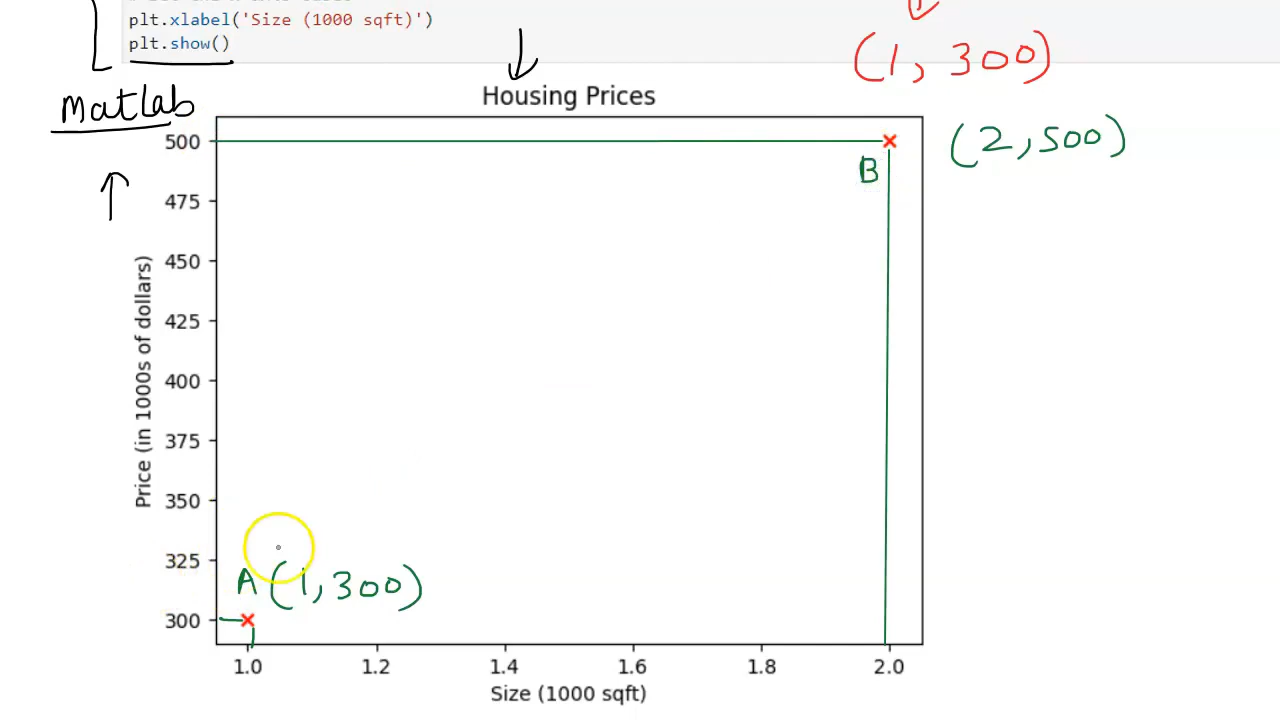 plt.xlabel('Size (1000 sqft)')
plt.show()
(1, 300)
Matlab
Housing Prices
(2,500)
B
500
475
450
425
400
375
350
325
300
Price (in 1000s of dollars)
A (1,300)
1.0 1.2 1.4 1.6 1.8 2.0
Size (1000 sqft)